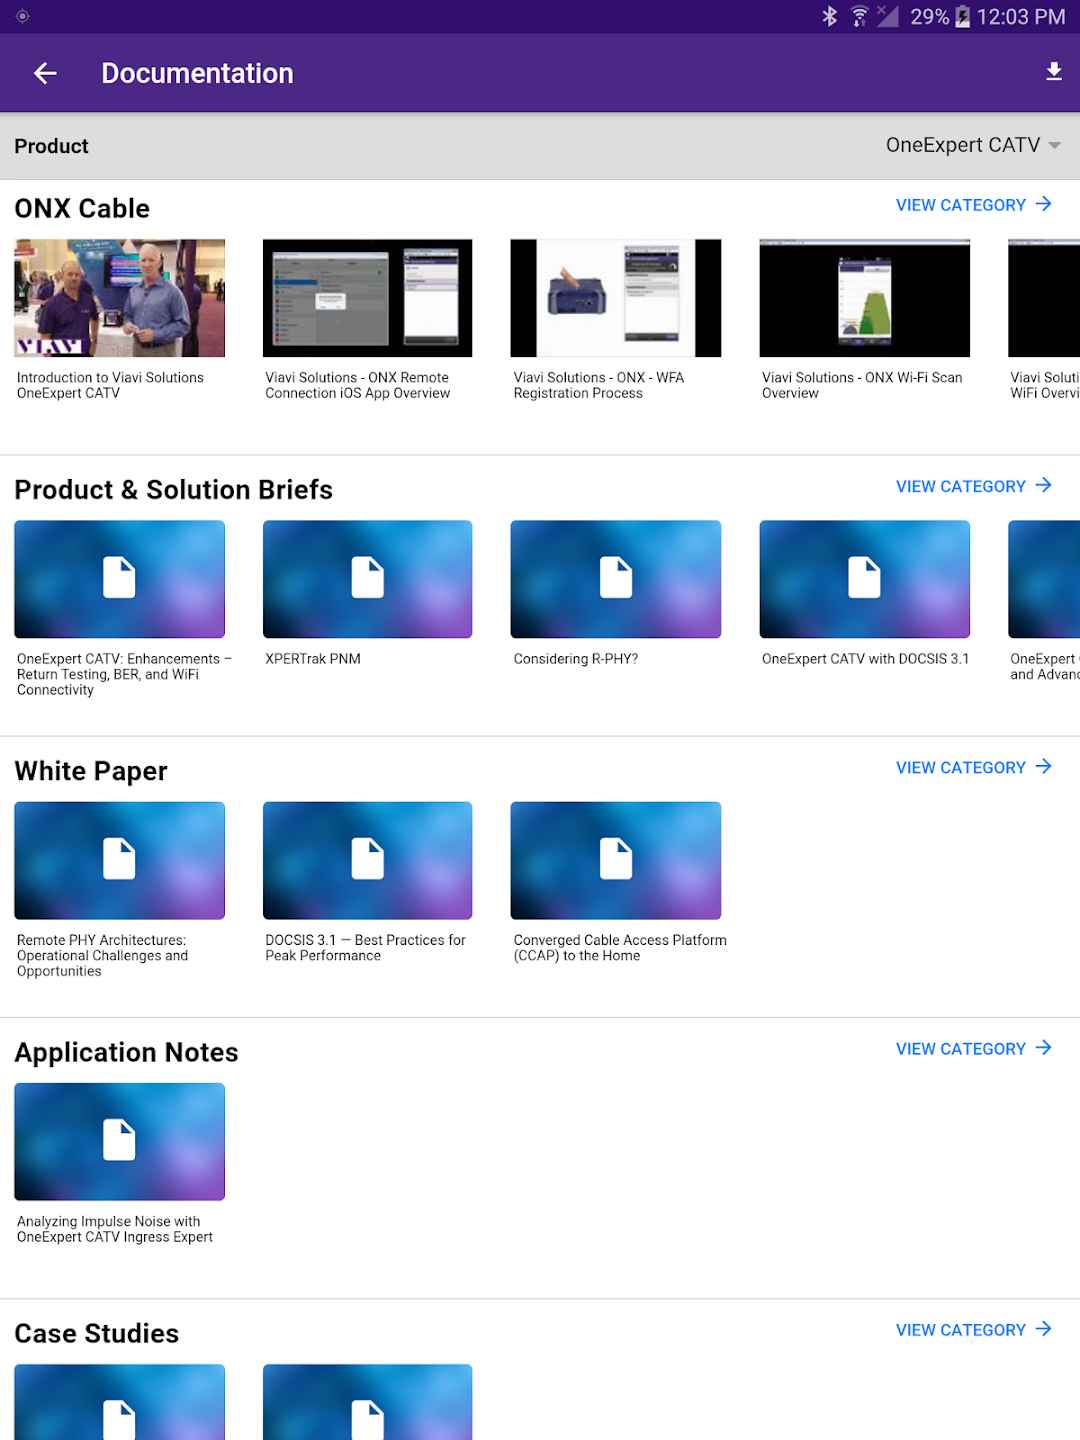 29% 12:03 PM
Documentation
Product
OneExpert CATV
ONX Cable
VIEW CATEGORY
VIAVI
Introduction to Viavi Solutions
OneExpert CATV
Viavi Solutions - ONX Remote
Connection iOS App Overview
Viavi Solutions - ONX - WFA
Registration Process
Viavi Solutions - ONX Wi-Fi Scan
Overview
Viavi Soluti
WiFi Overvi
Product & Solution Briefs
VIEW CATEGORY
OneExpert CATV: Enhancements –
Return Testing, BER, and WiFi
Connectivity
XPERTrak PNM
Considering R-PHY?
OneExpert CATV with DOCSIS 3.1
OneExpert
and Advanc
White Paper
VIEW CATEGORY
Remote PHY Architectures:
Operational Challenges and
Opportunities
DOCSIS 3.1 — Best Practices for
Peak Performance
Converged Cable Access Platform
(CCAP) to the Home
Application Notes
VIEW CATEGORY
Analyzing Impulse Noise with
OneExpert CATV Ingress Expert
Case Studies
VIEW CATEGORY